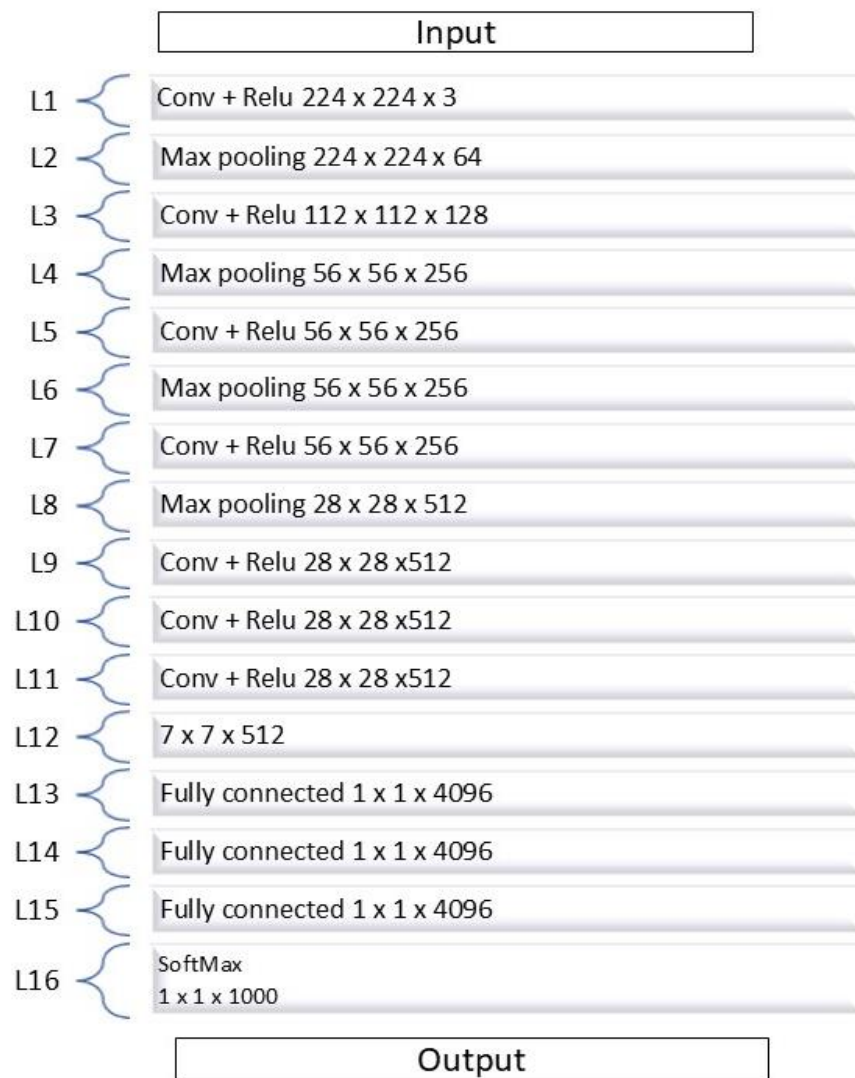 Input
L1 Conv + Relu 224 x 224 x 3
L2 Max pooling 224 x 224 x 64
L3 Conv + Relu 112 x 112 x 128
L4 Max pooling 56 x 56 x 256
L5 Conv + Relu 56 x 56 x 256
L6 Max pooling 56 x 56 x 256
L7 Conv + Relu 56 x 56 x 256
L8 Max pooling 28 x 28 x 512
L9 Conv + Relu 28 x 28 x512
L10 Conv + Relu 28 x 28 x512
L11 Conv + Relu 28 x 28 x512
L12 7 x 7 x 512
L13 Fully connected 1 x 1 x 4096
L14 Fully connected 1 x 1 x 4096
L15 Fully connected 1 x 1 x 4096
L16 SoftMax
1 x 1 x 1000
Output